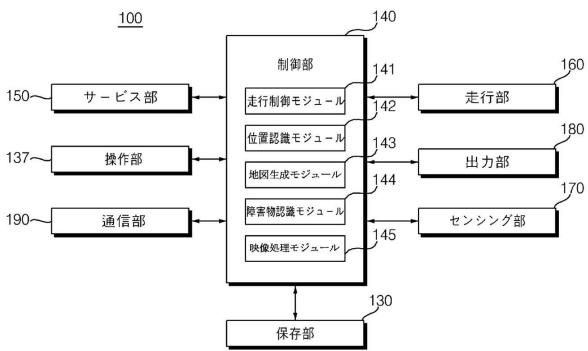 100
140
制御部
141
走行制御モジュール
142
位置認識モジュール
143
地図生成モジュール
144
障害物認識モジュール
145
映像処理モジュール
150
サービス部
137
操作部
190
通信部
160
走行部
180
出力部
170
センシング部
130
保存部